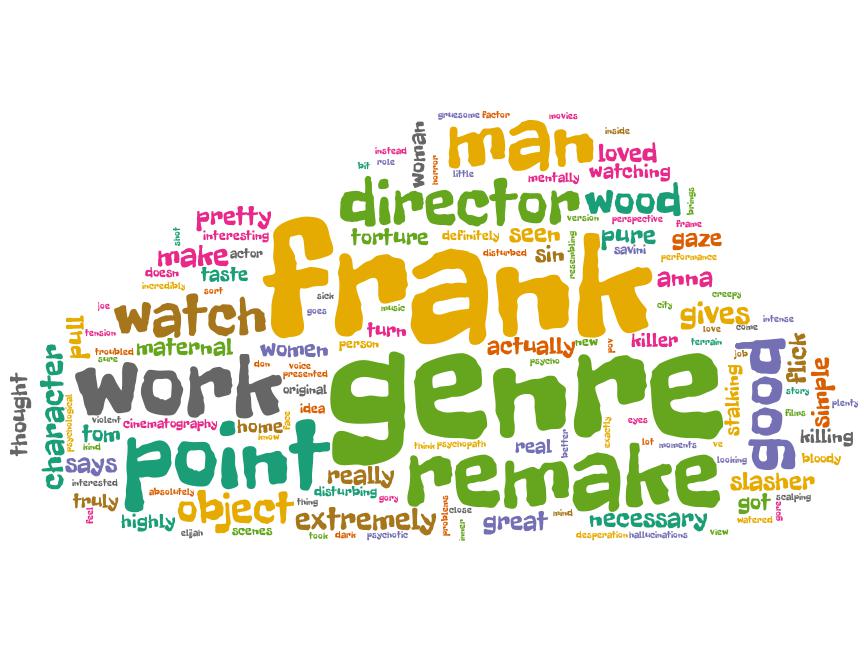 gruesome factor movies
man
inside
woman
instead
bit role
horror
little
mentally
loved
watching
director
wood
brings
version perspective frame
pretty
interesting
shot
make
actor
doesn
taste
incredibly
sort
torture
definitely seen
disturbed
sin
resembling
pure
savini
gaze
performance
frank
anna
creepy
city
gives
love come intense
joe
tension
pull
watch
sick
goes
music
turn
person
troubled
sure
maternal
women
actually
new
psycho
pov
killer
terrain
job
flick
thought
character
psychological
work
don
voice
presented
original
idea
genre
stalking
good
story
simple
plenty
films
violent
cinematography
home
know
face
tom
kind
says
interested
point
think psychopath
real
better
exactly
eyes
lot moments
ve
looking
killing
bloody
truly
feel
absolutely
highly
object
thing
really
disturbing
gory
remake
slasher
got
scalping
gore
watered
elijah
scenes
extremely
took dark psychotic
problems
close
inner
great
mind
necessary
desperation
hallucinations
view